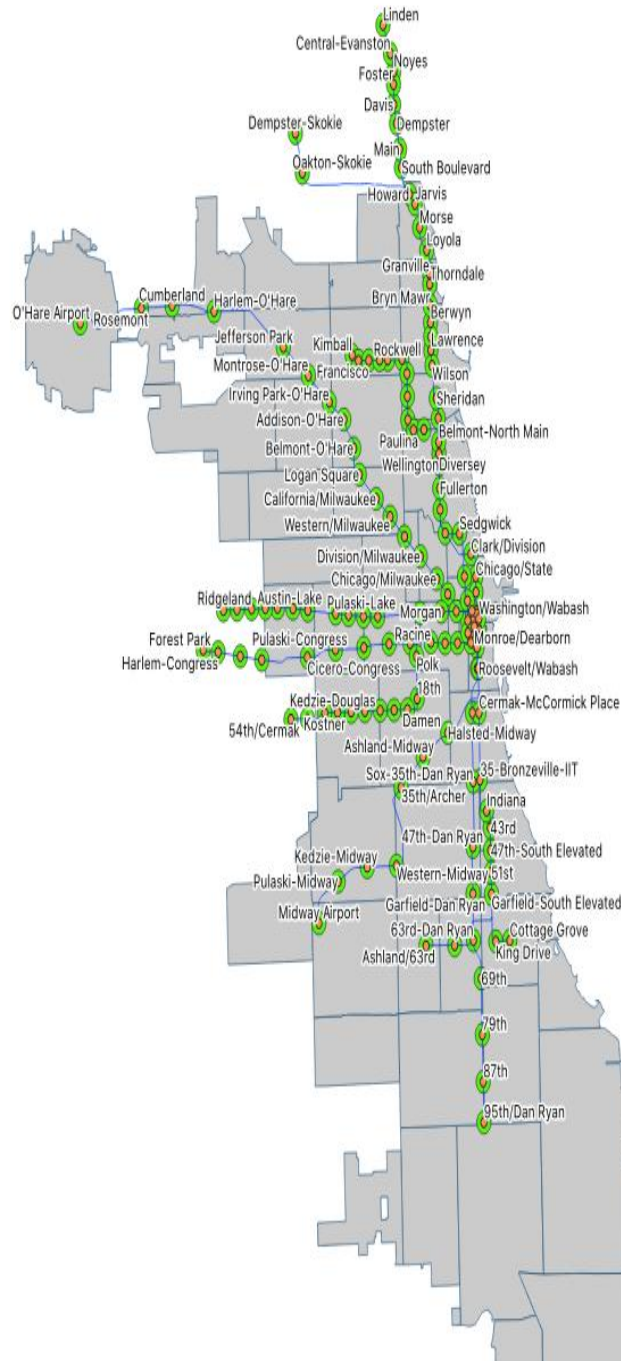 Linden
Central-Evanston
Noyes
Foster
Davis
Dempster
Dempster-Skokie
Main
Oakton-Skokie
South Boulevard
Howard
Jarvis
Morse
Loyola
Granville
Thorndale
Bryn Mawr
Cumberland
Harlem-O'Hare
O'Hare Airport
Rosemont
Berwyn
Jefferson Park
Kimball
Rockwell
Lawrence
Montrose-O'Hare
Francisco
Wilson
Irving Park-O'Hare
Sheridan
Addison-O'Hare
Paulina
Belmont-North Main
Belmont-O'Hare
Wellington
Diversey
Logan Square
Fullerton
California/Milwaukee
Western/Milwaukee
Sedgwick
Clark/Division
Division/Milwaukee
Chicago/State
Chicago/Milwaukee
Ridgeland
Austin-Lake
Pulaski-Lake
Morgan
Washington/Wabash
Forest Park
Pulaski-Congress
Racine
Monroe/Dearborn
Harlem-Congress
Cicero-Congress
Polk
Roosevelt/Wabash
18th
Kedzie-Douglas
Cermak-McCormick Place
54th/Cermak
Kostner
Damen
Halsted-Midway
Ashland-Midway
Sox-35th-Dan Ryan
35-Bronzeville-IIT
35th/Archer
Indiana
43rd
47th-Dan Ryan
47th-South Elevated
Kedzie-Midway
Western-Midway
51st
Pulaski-Midway
Garfield-Dan Ryan
Garfield-South Elevated
Midway Airport
63rd-Dan Ryan
Cottage Grove
Ashland/63rd
King Drive
69th
79th
87th
95th/Dan Ryan